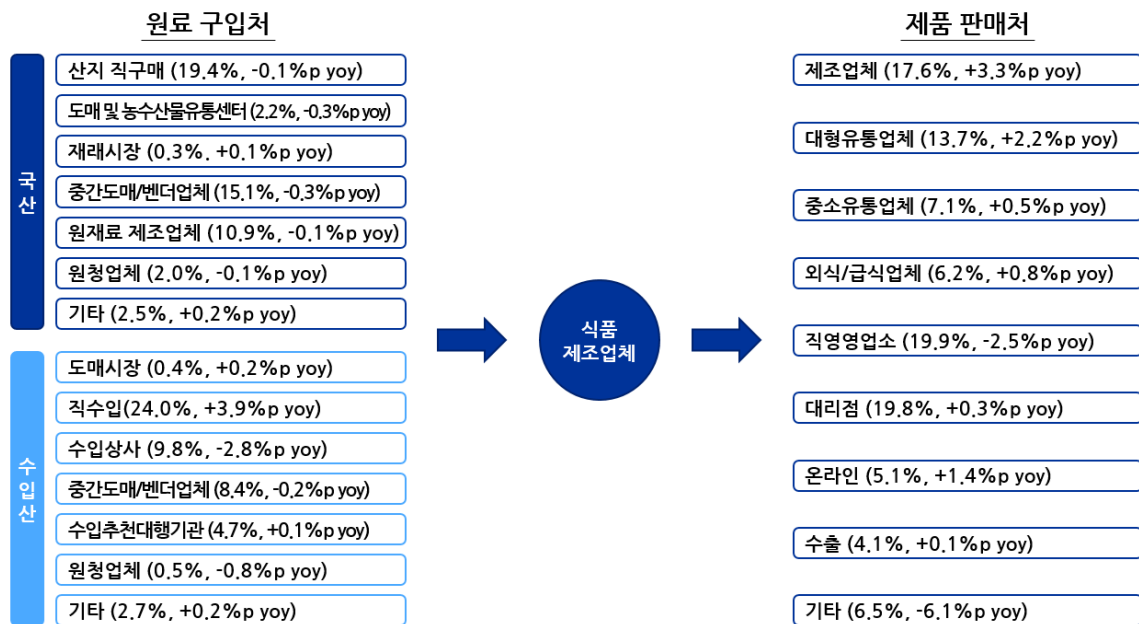 원료 구입처
국산
산지 직구매 (19.4%, -0.1%p yoy)
도매 및 농수산물유통센터 (2.2%, -0.3%p yoy)
재래시장 (0.3%. +0.1%p yoy)
중간도매/벤더업체 (15.1%, -0.3%p yoy)
원재료 제조업체 (10.9%, -0.1%p yoy)
원청업체 (2.0%, -0.1%p yoy)
기타 (2.5%, +0.2%p yoy)
수입산
도매시장 (0.4%, +0.2%p yoy)
직수입(24.0%, +3.9%p yoy)
수입상사 (9.8%, -2.8%p yoy)
중간도매/벤더업체 (8.4%, -0.2%p yoy)
수입추천대행기관 (4.7%, +0.1%p yoy)
원청업체 (0.5%, -0.8%p yoy)
기타 (2.7%, +0.2%p yoy)
식품
제조업체
제품 판매처
제조업체 (17.6%, +3.3%p yoy)
대형유통업체 (13.7%, +2.2%p yoy)
중소유통업체 (7.1%, +0.5%p yoy)
외식/급식업체 (6.2%, +0.8%p yoy)
직영영업소 (19.9%, -2.5%p yoy)
대리점 (19.8%, +0.3%p yoy)
온라인 (5.1%, +1.4%p yoy)
수출 (4.1%, +0.1%p yoy)
기타 (6.5%, -6.1%p yoy)